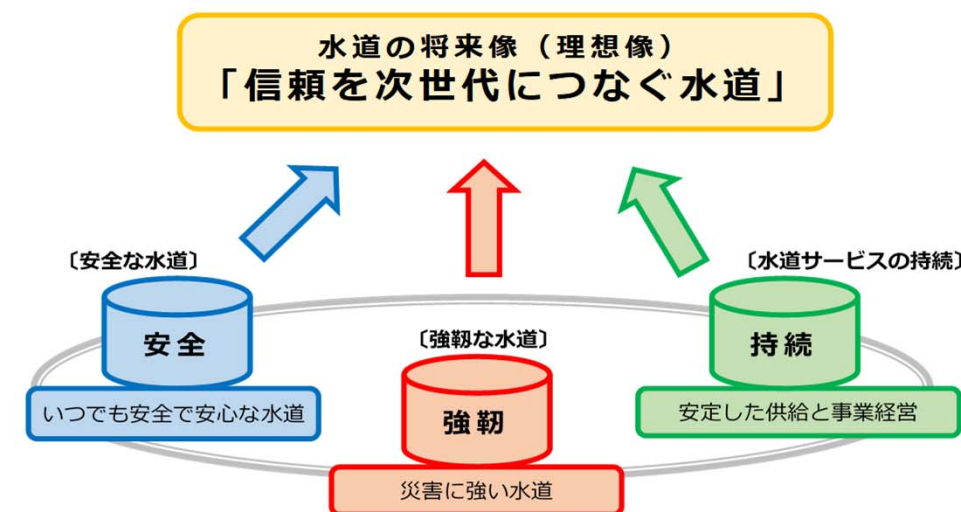 水道の将来像（理想像）
「信頼を次世代につなぐ水道」
〔安全な水道〕
安全
いつでも安全で安心な水道
〔強靭な水道〕
強靭
災害に強い水道
〔水道サービスの持続〕
持続
安定した供給と事業経営